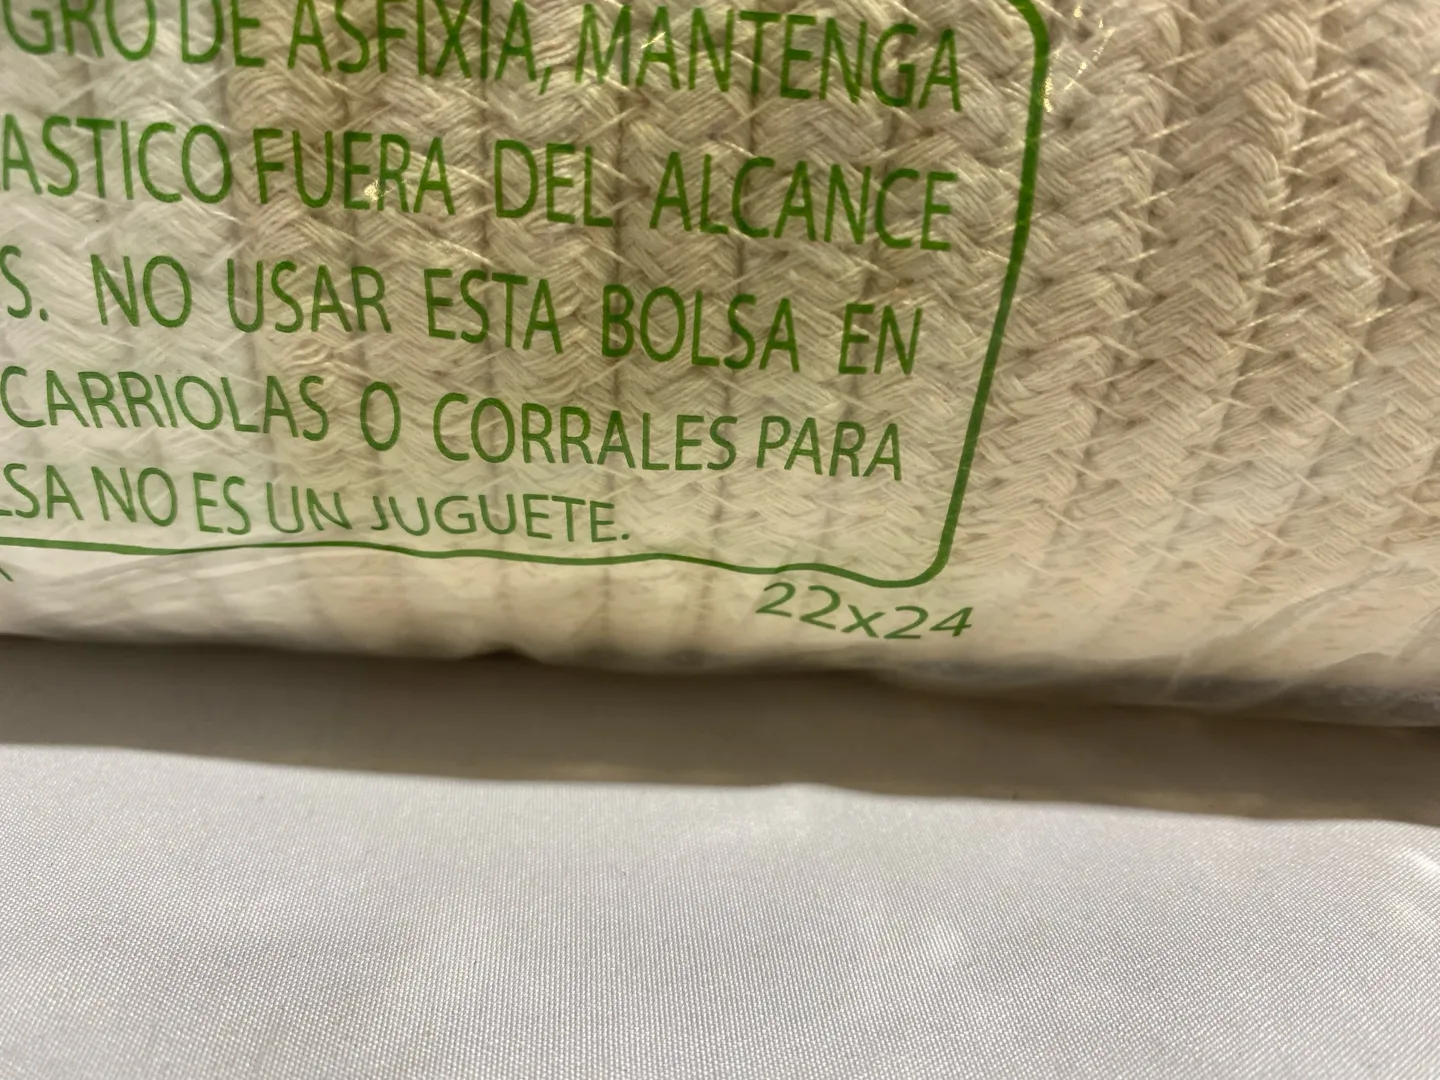 GRO DE ASFIXIA, MANTENGA
ASTICO FUERA DEL ALCANCE
S. NO USAR ESTA BOLSA EN
CARRIOLAS O CORRALES PARA
LSA NO ES UN JUGUETE.
22x24